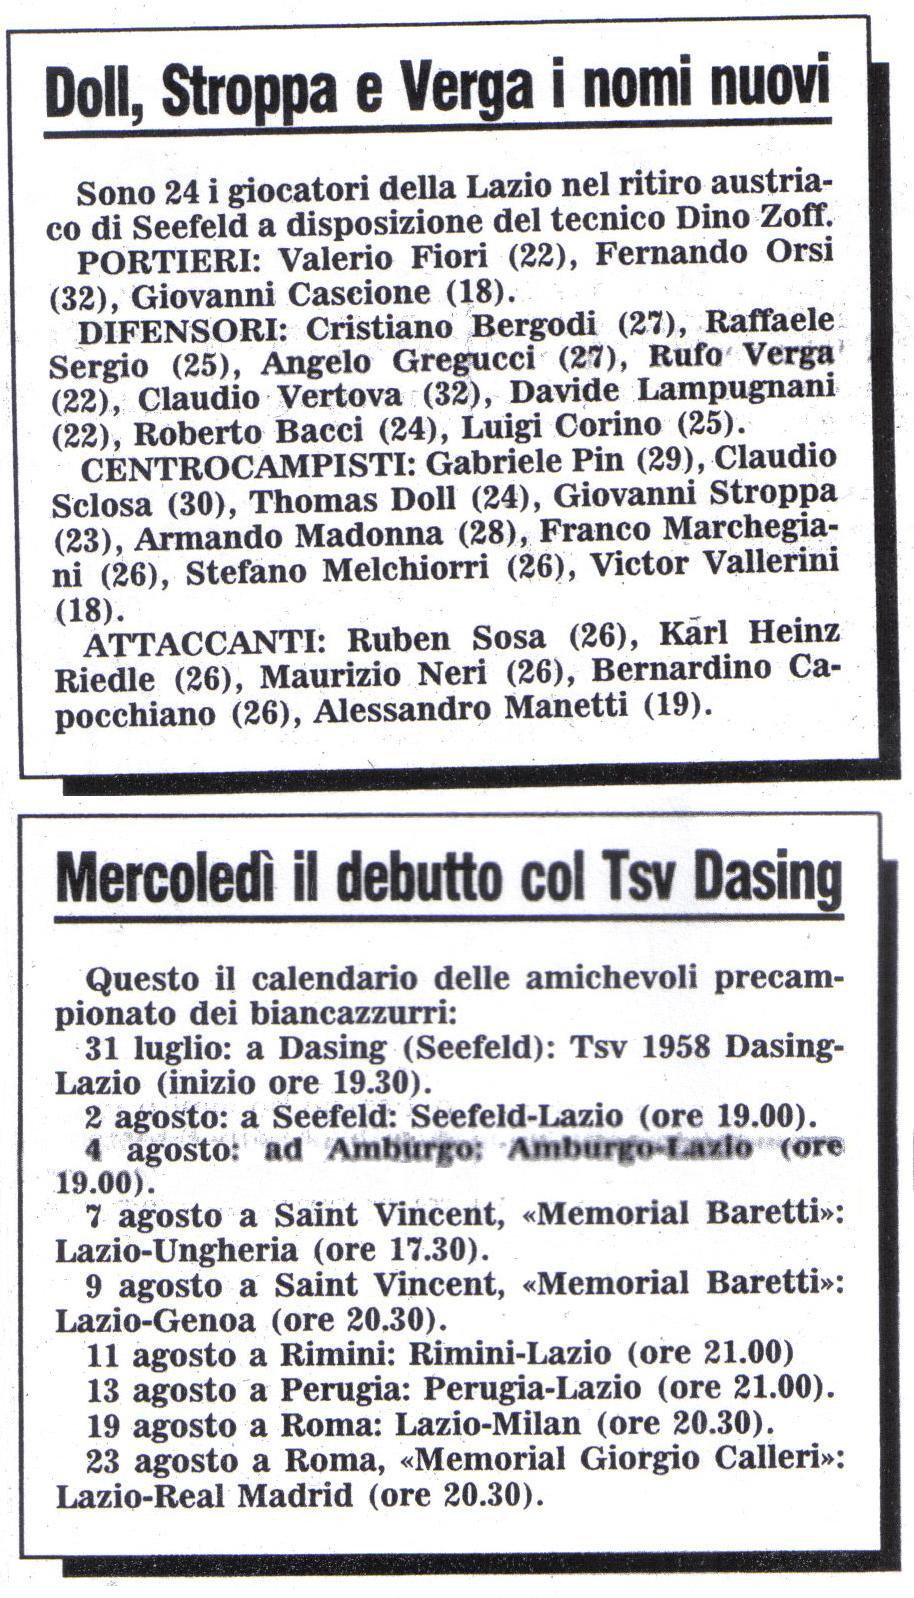 Doll, Stroppa e Verga i nomi nuovi
Sono 24 i giocatori della Lazio nel ritiro austria-
co di Seefeld a disposizione del tecnico Dino Zoff.
PORTIERI: Valerio Fiori (22), Fernando Orsi
(32), Giovanni Cascione (18).
DIFENSORI: Cristiano Bergodi (27), Raffaele
Sergio (25), Angelo Gregucci (27), Rufo Verga
(22), Claudio Vertova (32), Davide Lampugnani
(22), Roberto Bacci (24), Luigi Corino (25).
CENTROCAMPISTI: Gabriele Pin (29), Claudio
Sclosa (30), Thomas Doll (24), Giovanni Stroppa
(23), Armando Madonna (28), Franco Marchegia-
ni (26), Stefano Melchiorri (26), Victor Vallerini
(18).
ATTACCANTI: Ruben Sosa (26), Karl Heinz
Riedle (26), Maurizio Neri (26), Bernardino Ca-
pocchiano (26), Alessandro Manetti (19).
Mercoledì il debutto col Tsv Dasing
Questo il calendario delle amichevoli precam-
pionato dei biancazzurri:
31 luglio: a Dasing (Seefeld): Tsv 1958 Dasing-
Lazio (inizio ore 19.30).
2 agosto: a Seefeld: Seefeld-Lazio (ore 19.00).
4 agosto: ad Amburgo: Amburgo-Lazio (ore
19.00).
7 agosto a Saint Vincent, «Memorial Baretti»:
Lazio-Ungheria (ore 17.30).
9 agosto a Saint Vincent, «Memorial Baretti»:
Lazio-Genoa (ore 20.30).
11 agosto a Rimini: Rimini-Lazio (ore 21.00)
13 agosto a Perugia: Perugia-Lazio (ore 21.00).
19 agosto a Roma: Lazio-Milan (ore 20.30).
23 agosto a Roma, «Memorial Giorgio Calleri»:
Lazio-Real Madrid (ore 20.30).